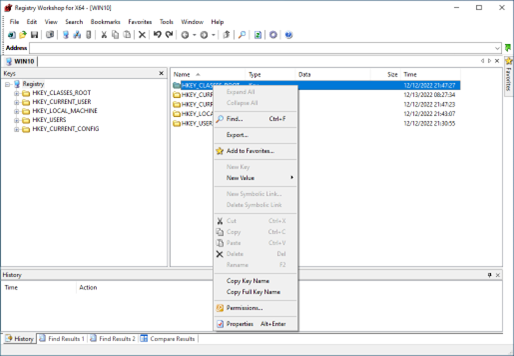 Registry Workshop for X64 - [WIN10]
File Edit View Search Bookmarks Favorites Tools Window Help
Address
WIN10
Keys
Name Type Data Size Time
Registry
HKEY_CLASSES_ROOT
HKEY_CURRENT_USER
HKEY_LOCAL_MACHINE
HKEY_USERS
HKEY_CURRENT_CONFIG
HKEY_CLASSES_ROOT 12/12/2022 21:47:27
HKEY_CURR 12/13/2022 08:27:34
HKEY_CURR 12/12/2022 21:47:23
HKEY_LOCA 12/12/2022 21:43:07
HKEY_USER 12/12/2022 21:30:55
Expand All
Collapse All
Find... Ctrl+F
Export...
Add to Favorites...
New Key
New Value
New Symbolic Link...
Delete Symbolic Link
Cut Ctrl+X
Copy Ctrl+C
Paste Ctrl+V
Delete Del
Rename F2
Copy Key Name
Copy Full Key Name
Permissions...
Properties Alt+Enter
Favorites
History
Time Action
History Find Results 1 Find Results 2 Compare Results